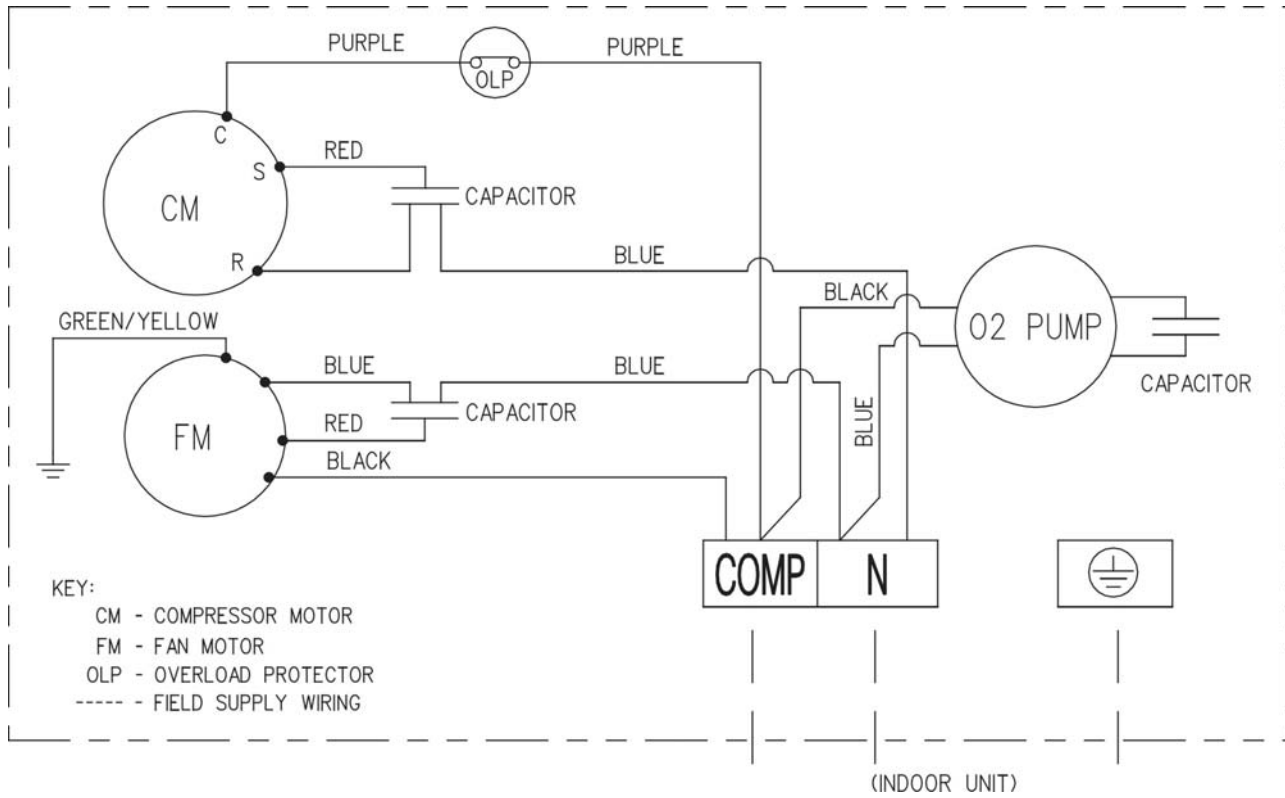 PURPLE
PURPLE
OLP
C
RED
S
CAPACITOR
CM
R
BLUE
BLACK
GREEN/YELLOW
O2 PUMP
BLUE
BLUE
CAPACITOR
CAPACITOR
RED
BLUE
FM
BLACK
COMP
N
KEY:
CM - COMPRESSOR MOTOR
FM - FAN MOTOR
OLP - OVERLOAD PROTECTOR
----- - FIELD SUPPLY WIRING
(INDOOR UNIT)